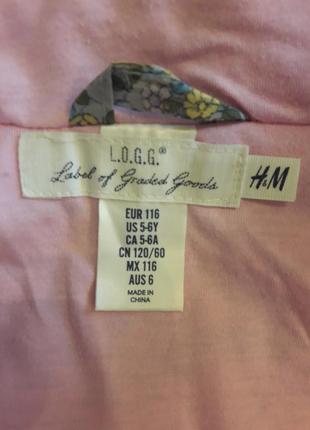 L.O.G.G.®
Label of Graded Goods
H&M
EUR 116
US 5-6Y
CA 5-6A
CN 120/60
MX 116
AUS 6
MADE IN
CHINA